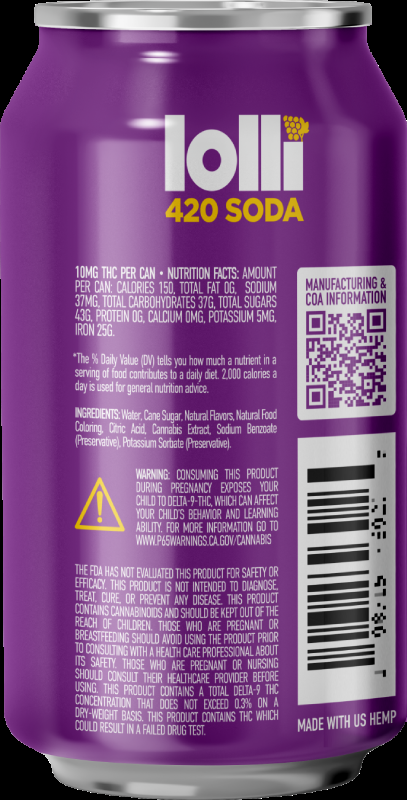 lolli
420 SODA
10MG THC PER CAN • NUTRITION FACTS: AMOUNT
PER CAN: CALORIES 150, TOTAL FAT 0G, SODIUM
37MG, TOTAL CARBOHYDRATES 37G, TOTAL SUGARS
43G, PROTEIN 0G, CALCIUM 0MG, POTASSIUM 5MG,
IRON 25G.
*The % Daily Value (DV) tells you how much a nutrient in a
serving of food contributes to a daily diet. 2,000 calories a
day is used for general nutrition advice.
INGREDIENTS: Water, Cane Sugar, Natural Flavors, Natural Food
Coloring, Citric Acid, Cannabis Extract, Sodium Benzoate
(Preservative), Potassium Sorbate (Preservative).
WARNING: CONSUMING THIS PRODUCT
DURING PREGNANCY EXPOSES YOUR
CHILD TO DELTA-9-THC, WHICH CAN AFFECT
YOUR CHILD'S BEHAVIOR AND LEARNING
ABILITY. FOR MORE INFORMATION GO TO
WWW.P65WARNINGS.CA.GOV/CANNABIS
THE FDA HAS NOT EVALUATED THIS PRODUCT FOR SAFETY OR
EFFICACY. THIS PRODUCT IS NOT INTENDED TO DIAGNOSE,
TREAT, CURE, OR PREVENT ANY DISEASE. THIS PRODUCT
CONTAINS CANNABINOIDS AND SHOULD BE KEPT OUT OF THE
REACH OF CHILDREN. THOSE WHO ARE PREGNANT OR
BREASTFEEDING SHOULD AVOID USING THE PRODUCT PRIOR
TO CONSULTING WITH A HEALTH CARE PROFESSIONAL ABOUT
ITS SAFETY. THOSE WHO ARE PREGNANT OR NURSING
SHOULD CONSULT THEIR HEALTHCARE PROVIDER BEFORE
USING. THIS PRODUCT CONTAINS A TOTAL DELTA-9 THC
CONCENTRATION THAT DOES NOT EXCEED 0.3% ON A
DRY-WEIGHT BASIS. THIS PRODUCT CONTAINS THC WHICH
COULD RESULT IN A FAILED DRUG TEST.
MANUFACTURING &
COA INFORMATION
MADE WITH US HEMP